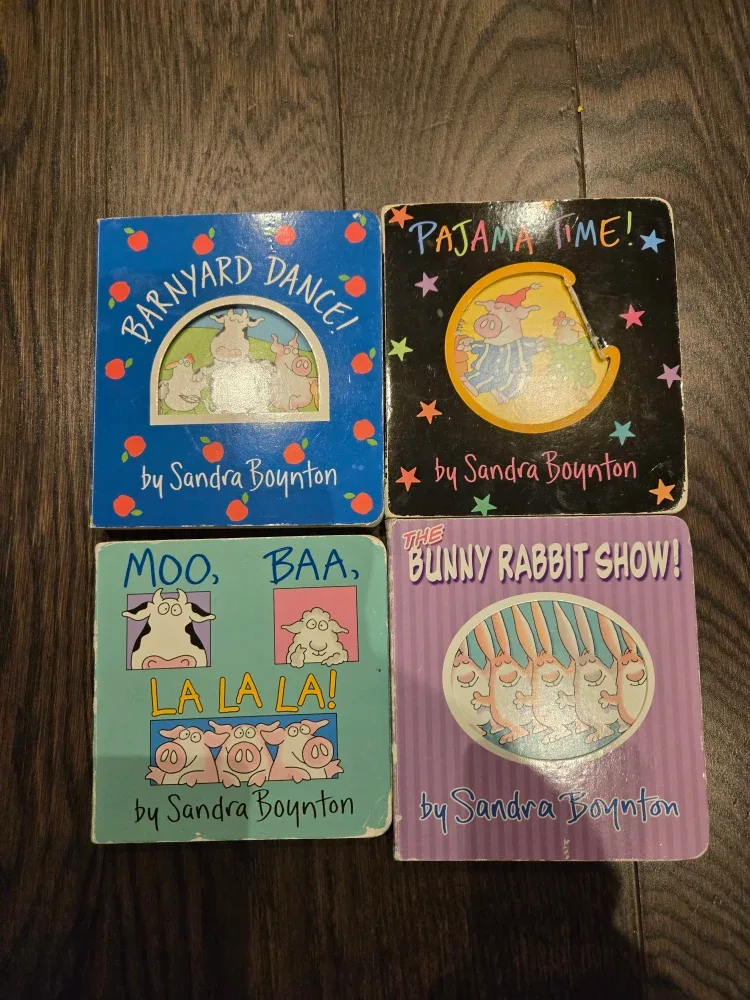 BARNYARD DANCE!
by Sandra Boynton
PAJAMA TIME!
by Sandra Boynton
MOO, BAA,
LA LA LA!
by Sandra Boynton
THE
BUNNY RABBIT SHOW!
by Sandra Boynton